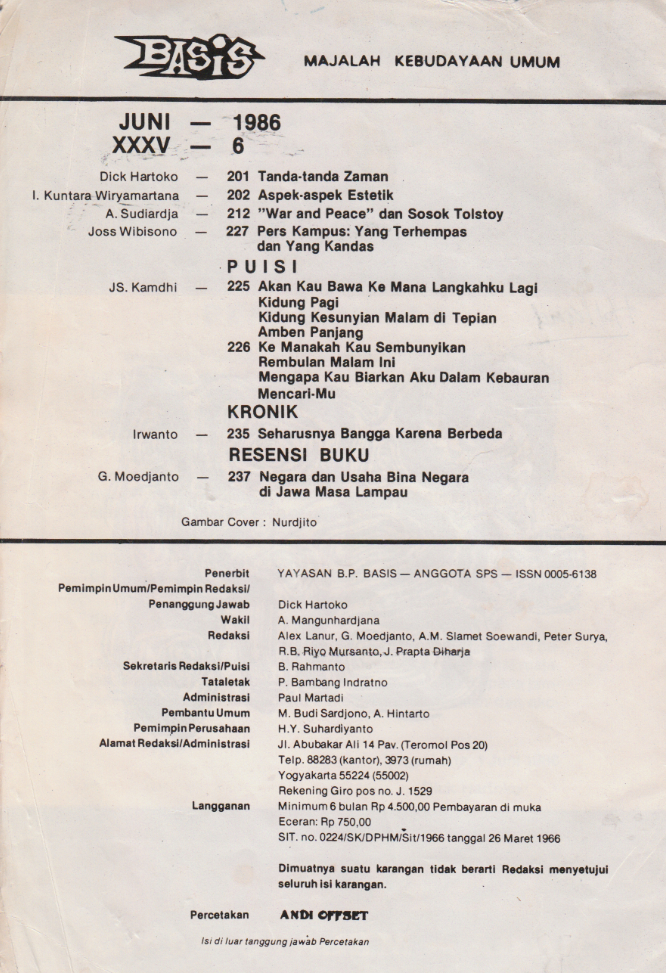 BASIS MAJALAH KEBUDAYAAN UMUM
JUNI — 1986
XXXV — 6
Dick Hartoko — 201 Tanda-tanda Zaman
I. Kuntara Wiryamartana — 202 Aspek-aspek Estetik
A. Sudiardja — 212 ”War and Peace” dan Sosok Tolstoy
Joss Wibisono — 227 Pers Kampus: Yang Terhempas
dan Yang Kandas
PUISI
JS. Kamdhi — 225 Akan Kau Bawa Ke Mana Langkahku Lagi
Kidung Pagi
Kidung Kesunyian Malam di Tepian
Amben Panjang
226 Ke Manakah Kau Sembunyikan
Rembulan Malam Ini
Mengapa Kau Biarkan Aku Dalam Kebauran
Mencari-Mu
KRONIK
Irwanto — 235 Seharusnya Bangga Karena Berbeda
RESENSI BUKU
G. Moedjanto — 237 Negara dan Usaha Bina Negara
di Jawa Masa Lampau
Gambar Cover : Nurdjito
Penerbit YAYASAN B.P. BASIS — ANGGOTA SPS — ISSN 0005-6138
Pemimpin Umum/Pemimpin Redaksi/
Penanggung Jawab Dick Hartoko
Wakil A. Mangunhardjana
Redaksi Alex Lanur, G. Moedjanto, A.M. Slamet Soewandi, Peter Surya,
R.B. Riyo Mursanto, J. Prapta Diharja
Sekretaris Redaksi/Puisi B. Rahmanto
Tataletak P. Bambang Indratno
Administrasi Paul Martadi
Pembantu Umum M. Budi Sardjono, A. Hintarto
Pemimpin Perusahaan H.Y. Suhardiyanto
Alamat Redaksi/Administrasi Jl. Abubakar Ali 14 Pav. (Teromol Pos 20)
Telp. 88283 (kantor), 3973 (rumah)
Yogyakarta 55224 (55002)
Rekening Giro pos no. J. 1529
Langganan Minimum 6 bulan Rp 4.500,00 Pembayaran di muka
Eceran: Rp 750,00
SIT. no. 0224/SK/DPHM/Sit/1966 tanggal 26 Maret 1966
Dimuatnya suatu karangan tidak berarti Redaksi menyetujui
seluruh isi karangan.
Percetakan ANDI OFFSET
Isi di luar tanggung jawab Percetakan